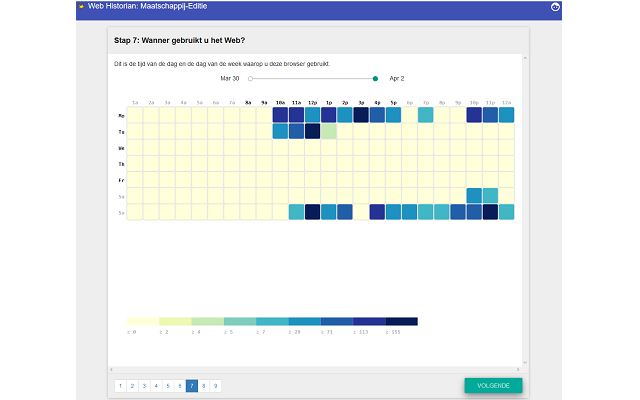 Web Historian: Maatschappij-Editie
Stap 7: Wanneer gebruikt u het Web?
Dit is de tijd van de dag en de dag van de week waarop u deze browser gebruikt.
Mar 30 Apr 2
1a 2a 3a 4a 5a 6a 7a 8a 9a 10a 11a 12p 1p 2p 3p 4p 5p 6p 7p 8p 9p 10p 11p 12a
Mo
Tu
We
Th
Fr
Sa
Su
≥ 0 ≥ 2 ≥ 4 ≥ 5 ≥ 7 ≥ 29 ≥ 71 ≥ 113 ≥ 155
1 2 3 4 5 6 7 8 9
VOLGENDE